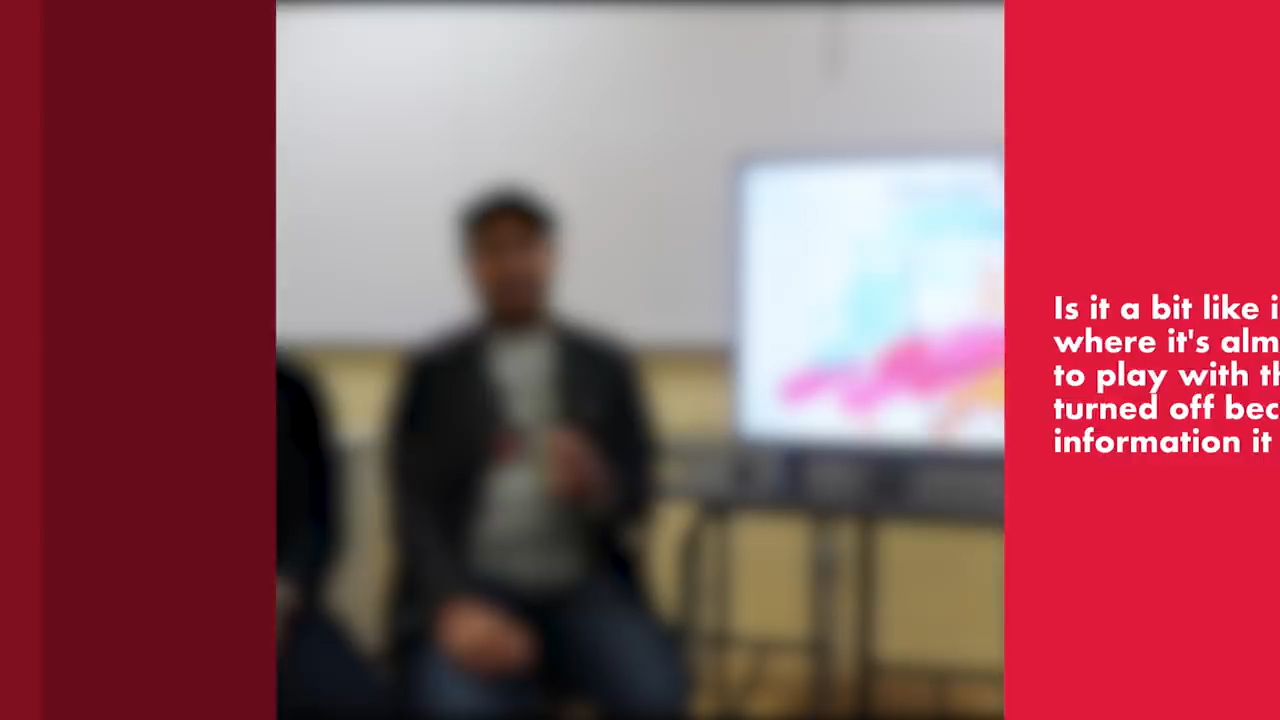 Is it a bit like
where it's
to play with
turned off
information it